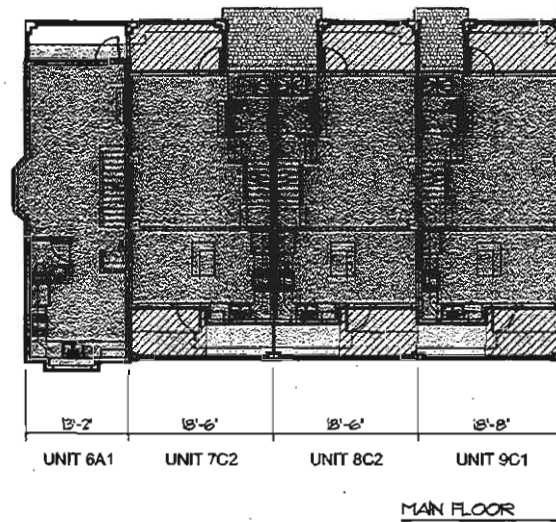 13'-2" 18'-6" 18'-6" 18'-8"
UNIT 6A1 UNIT 7C2 UNIT 8C2 UNIT 9C1
MAIN FLOOR